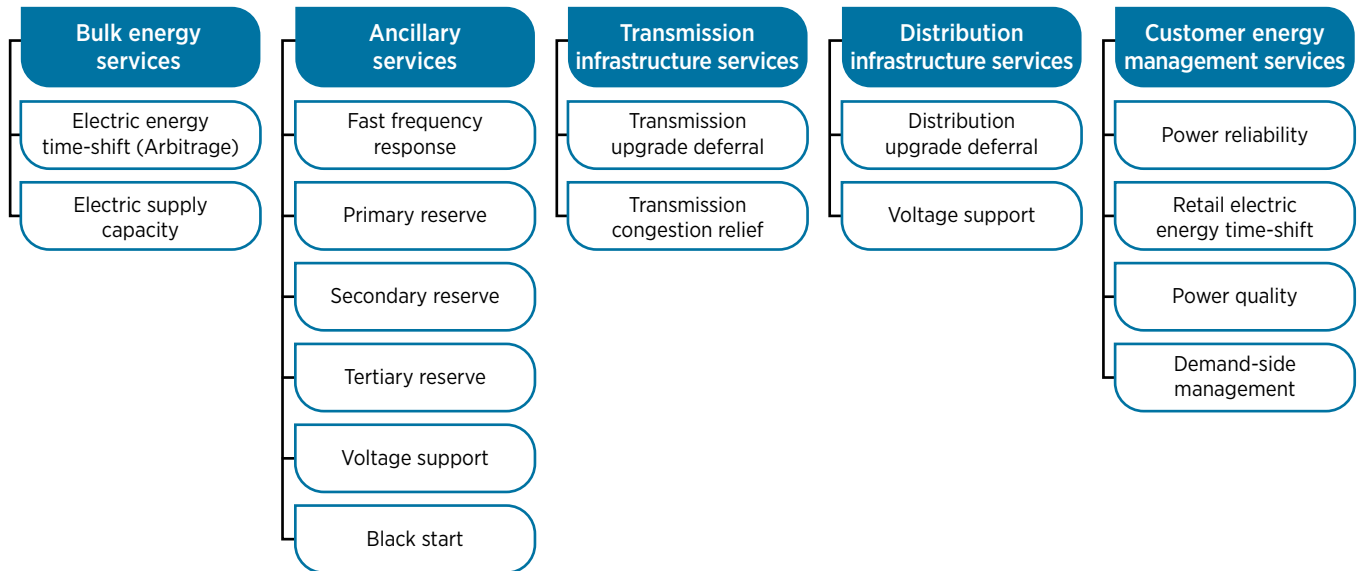 Bulk energy
services
Electric energy
time-shift (Arbitrage)
Electric supply
capacity
Ancillary
services
Fast frequency
response
Primary reserve
Secondary reserve
Tertiary reserve
Voltage support
Black start
Transmission
infrastructure services
Transmission
upgrade deferral
Transmission
congestion relief
Distribution
infrastructure services
Distribution
upgrade deferral
Voltage support
Customer energy
management services
Power reliability
Retail electric
energy time-shift
Power quality
Demand-side
management